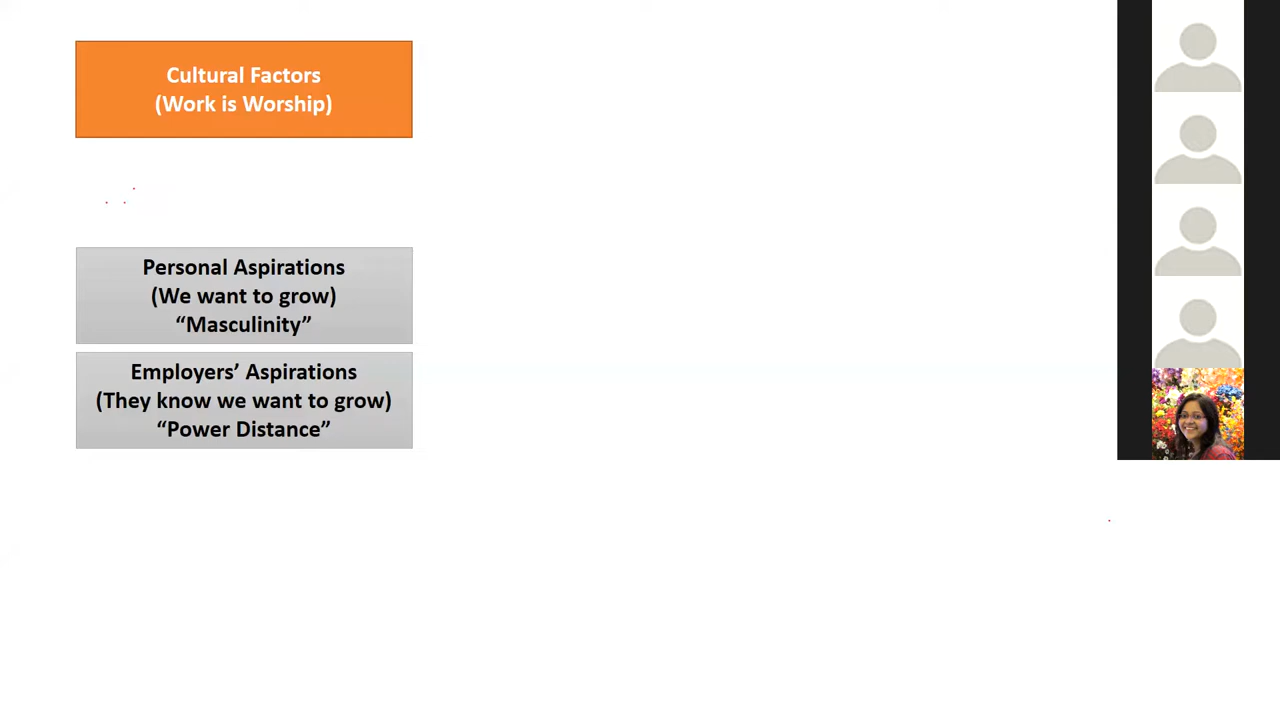 Cultural Factors
(Work is Worship)
Personal Aspirations
(We want to grow)
“Masculinity”
Employers’ Aspirations
(They know we want to grow)
“Power Distance”